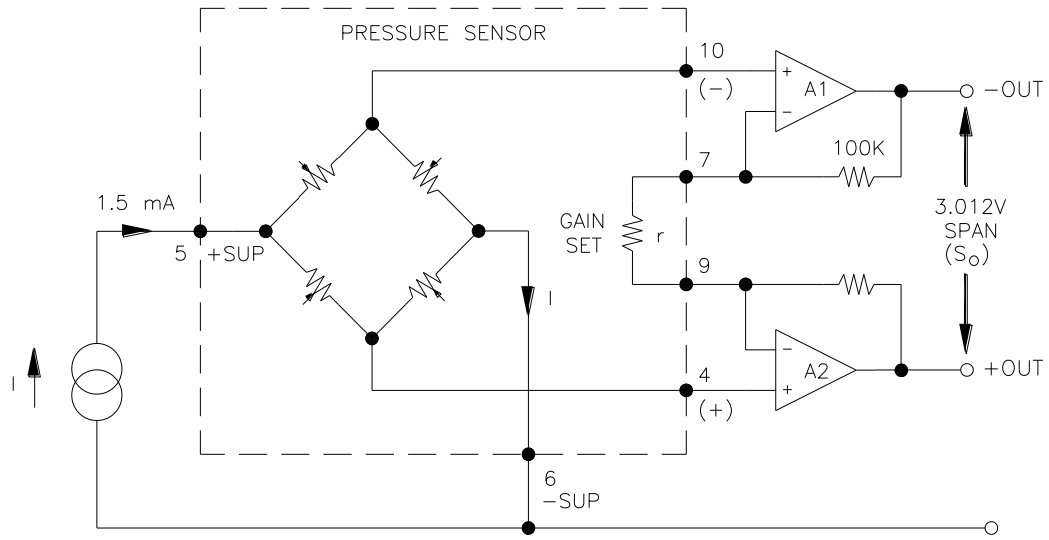 PRESSURE SENSOR
10
(-)
+
A1
-
-OUT
100K
7
1.5 mA
5
+SUP
GAIN
SET
r
3.012V
SPAN
(So)
9
I
I
-
A2
+
+OUT
4
(+)
6
-SUP